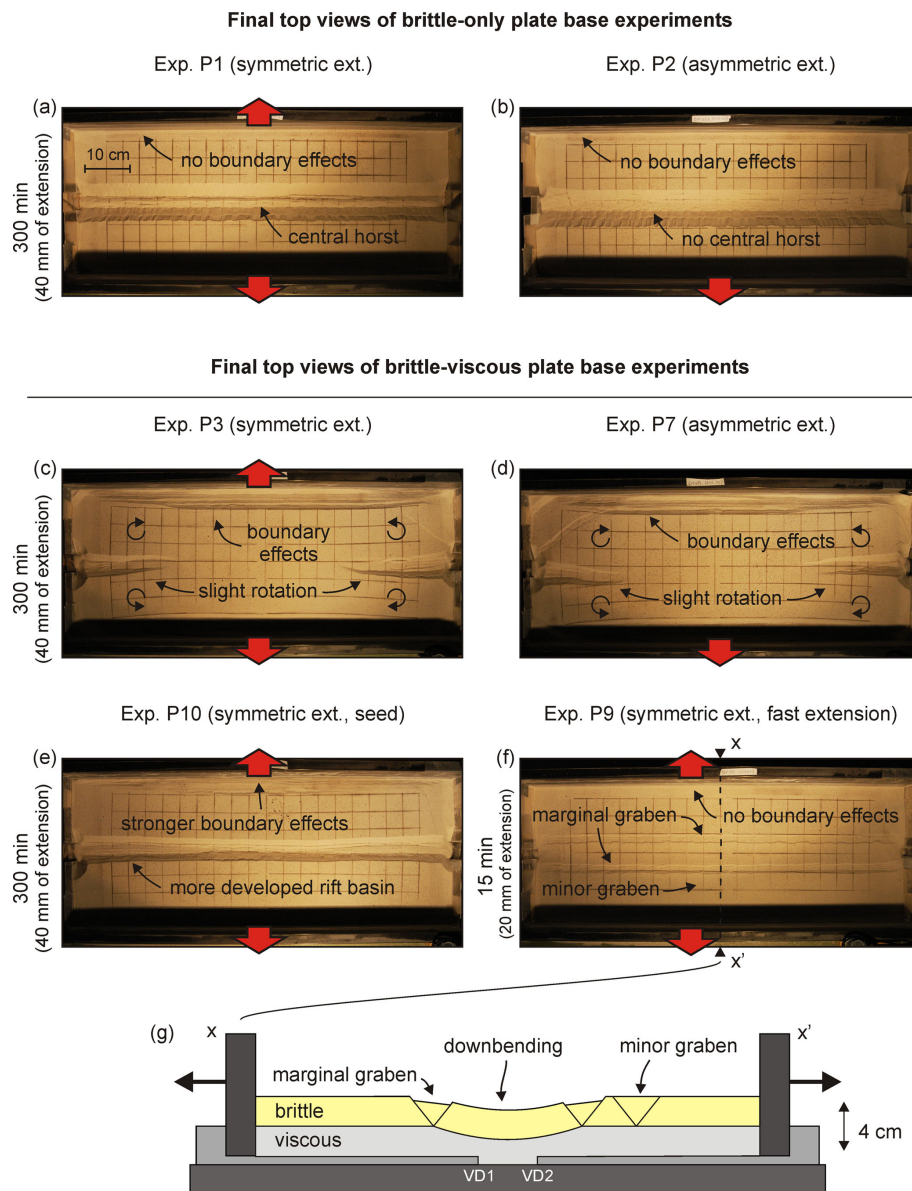 Final top views of brittle-only plate base experiments
Exp. P1 (symmetric ext.)
Exp. P2 (asymmetric ext.)
(a)
(b)
300 min
(40 mm of extension)
10 cm
no boundary effects
central horst
no boundary effects
no central horst
Final top views of brittle-viscous plate base experiments
Exp. P3 (symmetric ext.)
Exp. P7 (asymmetric ext.)
(c)
(d)
300 min
(40 mm of extension)
boundary
effects
slight rotation
boundary effects
slight rotation
Exp. P10 (symmetric ext., seed)
Exp. P9 (symmetric ext., fast extension)
(e)
(f)
x
300 min
(40 mm of extension)
stronger boundary effects
more developed rift basin
15 min
(20 mm of extension)
marginal graben
no boundary effects
minor graben
x'
(g)
x
x'
downbending
marginal graben
minor graben
brittle
viscous
4 cm
VD1
VD2